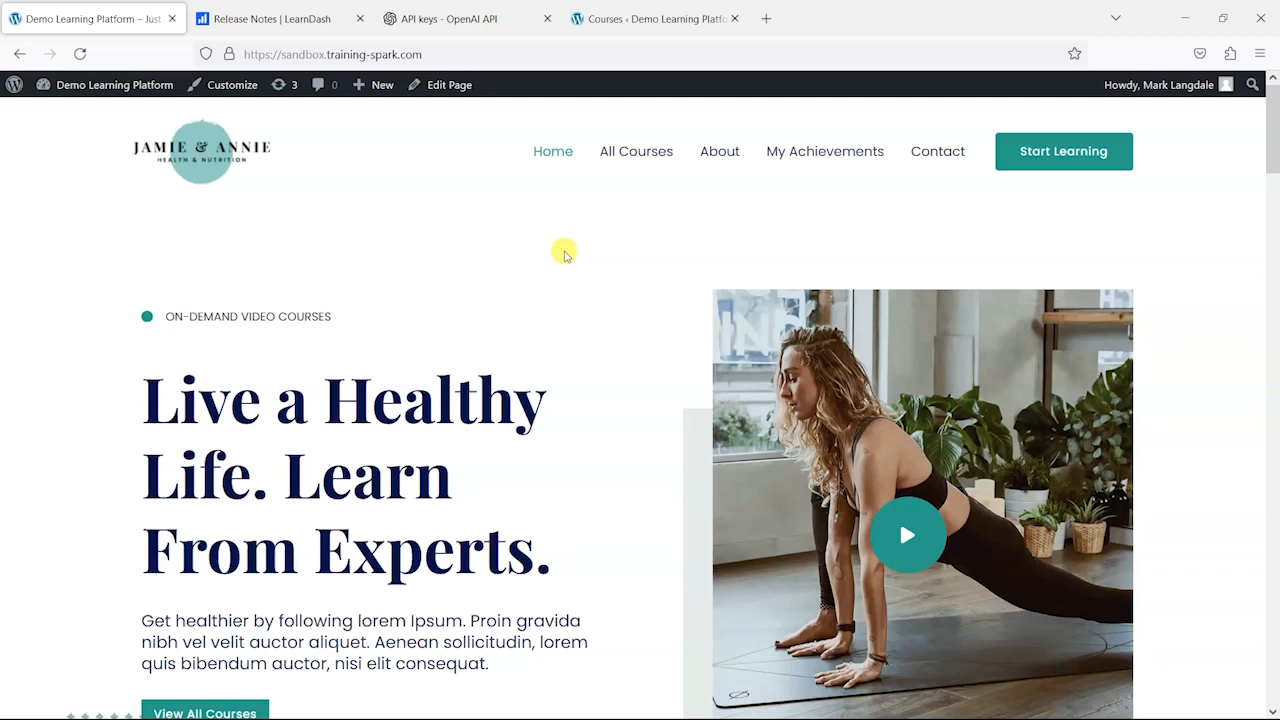 Demo Learning Platform – Just
Release Notes | LearnDash
API keys - OpenAI API
Courses ‹ Demo Learning Platfo
https://sandbox.training-spark.com
Demo Learning Platform
Customize
3
0
New
Edit Page
Howdy, Mark Langdale
JAMIE & ANNIE
HEALTH & NUTRITION
Home
All Courses
About
My Achievements
Contact
Start Learning
ON-DEMAND VIDEO COURSES
Live a Healthy
Life. Learn
From Experts.
Get healthier by following lorem Ipsum. Proin gravida
nibh vel velit auctor aliquet. Aenean sollicitudin, lorem
quis bibendum auctor, nisi elit consequat.
View All Courses